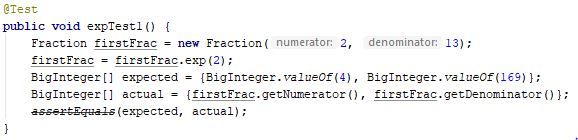 @Test
public void expTest1() {
    Fraction firstFrac = new Fraction( numerator: 2, denominator: 13);
    firstFrac = firstFrac.exp(2);
    BigInteger[] expected = {BigInteger.valueOf(4), BigInteger.valueOf(169)};
    BigInteger[] actual = {firstFrac.getNumerator(), firstFrac.getDenominator()};
    assertEquals(expected, actual);
}